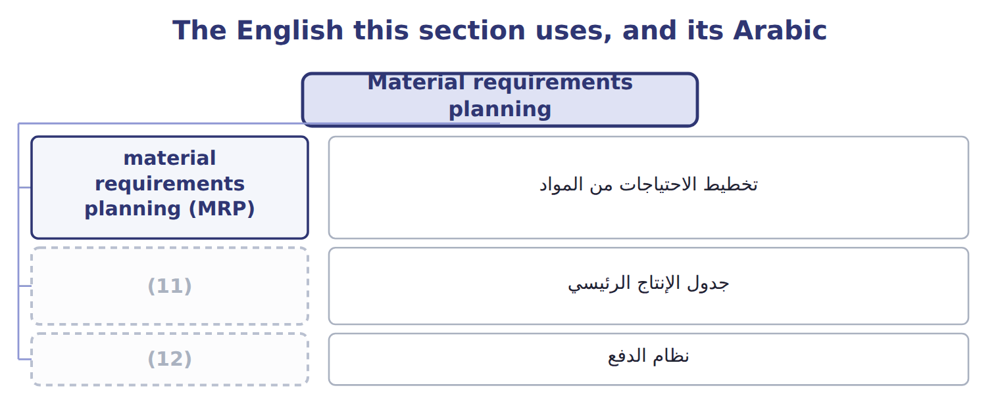 The English this section uses, and its Arabic
Material requirements
planning
material
requirements
planning (MRP)
تخطيط الاحتياجات من المواد
(11)
جدول الإنتاج الرئيسي
(12)
نظام الدفع